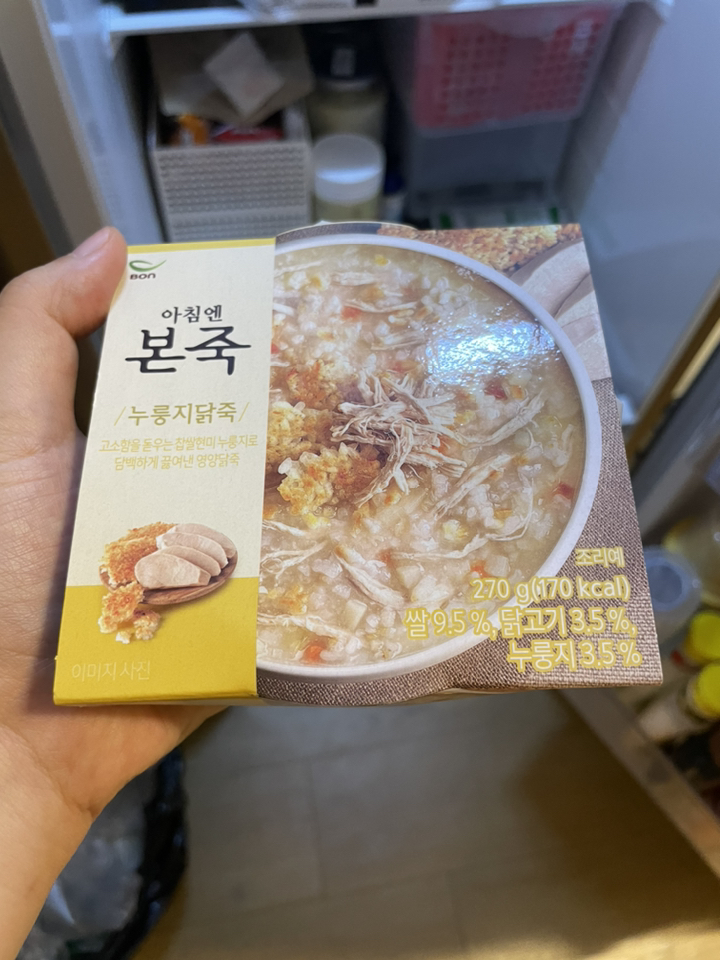 BON
아침엔
본죽
/누룽지닭죽/
고소함을 돋우는 찹쌀현미 누룽지로
담백하게 끓여낸 영양닭죽
이미지 사진
조리예
270 g(170 kcal)
쌀 9.5 %, 닭고기 3.5 %,
누룽지 3.5 %